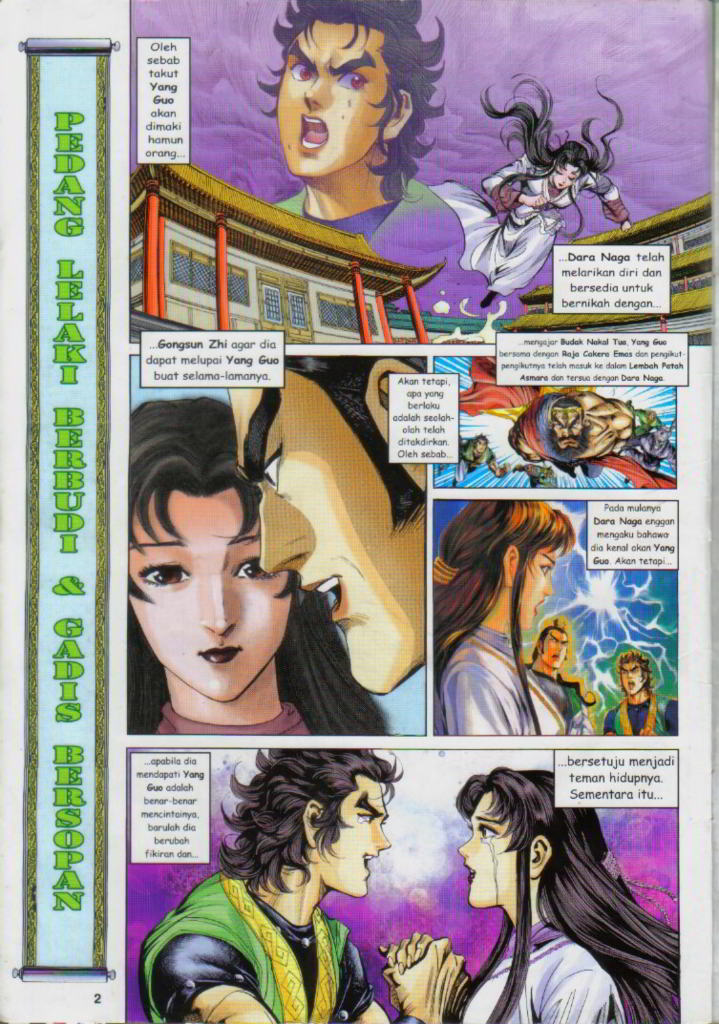 PEDANG LELAKI BERBUDI & GADIS BERSOPAN
Oleh
sebab
takut
Yang
Guo
akan
dimaki
hamun
orang...
...Dara Naga telah
melarikan diri dan
bersedia untuk
bernikah dengan...
...Gongsun Zhi agar dia
dapat melupai Yang Guo
buat selama-lamanya.
Akan tetapi,
apa yang
berlaku
adalah seolah-
olah telah
ditakdirkan.
Oleh sebab...
...mengajar Budak Nakal Tua, Yang Guo
bersama dengan Raja Cakera Emas dan pengikut-
pengikutnya telah masuk ke dalam Lembah Patah
Asmara dan tersua dengan Dara Naga.
Pada mulanya
Dara Naga enggan
mengaku bahawa
dia kenal akan Yang
Guo. Akan tetapi...
...apabila dia
mendapati Yang
Guo adalah
benar-benar
mencintainya,
barulah dia
berubah
fikiran dan...
...bersetuju menjadi
teman hidupnya.
Sementara itu...
2